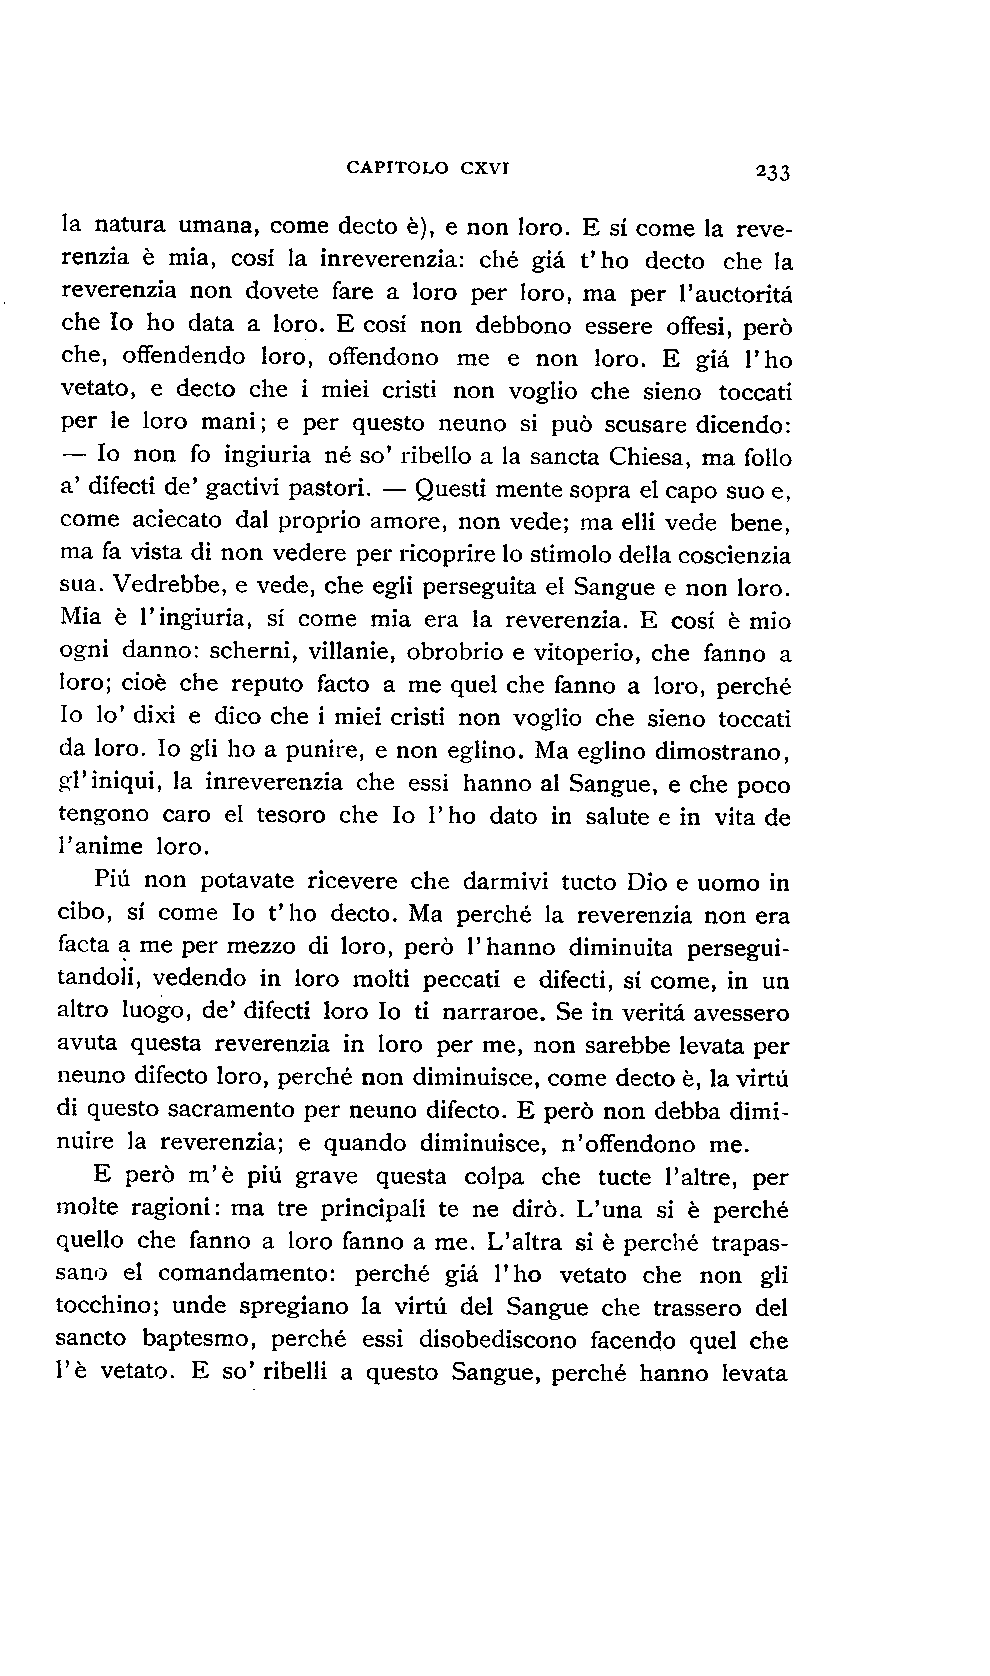 CAPITOLO CXVI 233
la natura umana, come decto è), e non loro. E sí come la reve-
renzia è mia, cosí la inreverenzia: ché giá t'ho decto che la
reverenzia non dovete fare a loro per loro, ma per l'auctoritá
che Io ho data a loro. E cosí non debbono essere offesi, però
che, offendendo loro, offendono me e non loro. E giá l'ho
vetato, e decto che i miei cristi non voglio che sieno toccati
per le loro mani; e per questo neuno si può scusare dicendo:
— Io non fo ingiuria né so' ribello a la sancta Chiesa, ma follo
a' difecti de' gactivi pastori. — Questi mente sopra el capo suo e,
come aciecato dal proprio amore, non vede; ma elli vede bene,
ma fa vista di non vedere per ricoprire lo stimolo della coscienzia
sua. Vedrebbe, e vede, che egli perseguita el Sangue e non loro.
Mia è l'ingiuria, sí come mia era la reverenzia. E cosí è mio
ogni danno: scherni, villanie, obrobrio e vitoperio, che fanno a
loro; cioè che reputo facto a me quel che fanno a loro, perché
Io lo' dixi e dico che i miei cristi non voglio che sieno toccati
da loro. Io gli ho a punire, e non eglino. Ma eglino dimostrano,
gl'iniqui, la inreverenzia che essi hanno al Sangue, e che poco
tengono caro el tesoro che Io l'ho dato in salute e in vita de
l'anime loro.
Piú non potavate ricevere che darmivi tucto Dio e uomo in
cibo, sí come Io t'ho decto. Ma perché la reverenzia non era
facta a me per mezzo di loro, però l'hanno diminuita persegui-
tandoli, vedendo in loro molti peccati e difecti, sí come, in un
altro luogo, de' difecti loro Io ti narraroe. Se in veritá avessero
avuta questa reverenzia in loro per me, non sarebbe levata per
neuno difecto loro, perché non diminuisce, come decto è, la virtú
di questo sacramento per neuno difecto. E però non debba dimi-
nuire la reverenzia; e quando diminuisce, n'offendono me.
E però m'è piú grave questa colpa che tucte l'altre, per
molte ragioni: ma tre principali te ne dirò. L'una si è perché
quello che fanno a loro fanno a me. L'altra si è perché trapas-
sano el comandamento: perché giá l'ho vetato che non gli
tocchino; unde spregiano la virtú del Sangue che trassero del
sancto baptesmo, perché essi disobediscono facendo quel che
l'è vetato. E so' ribelli a questo Sangue, perché hanno levata